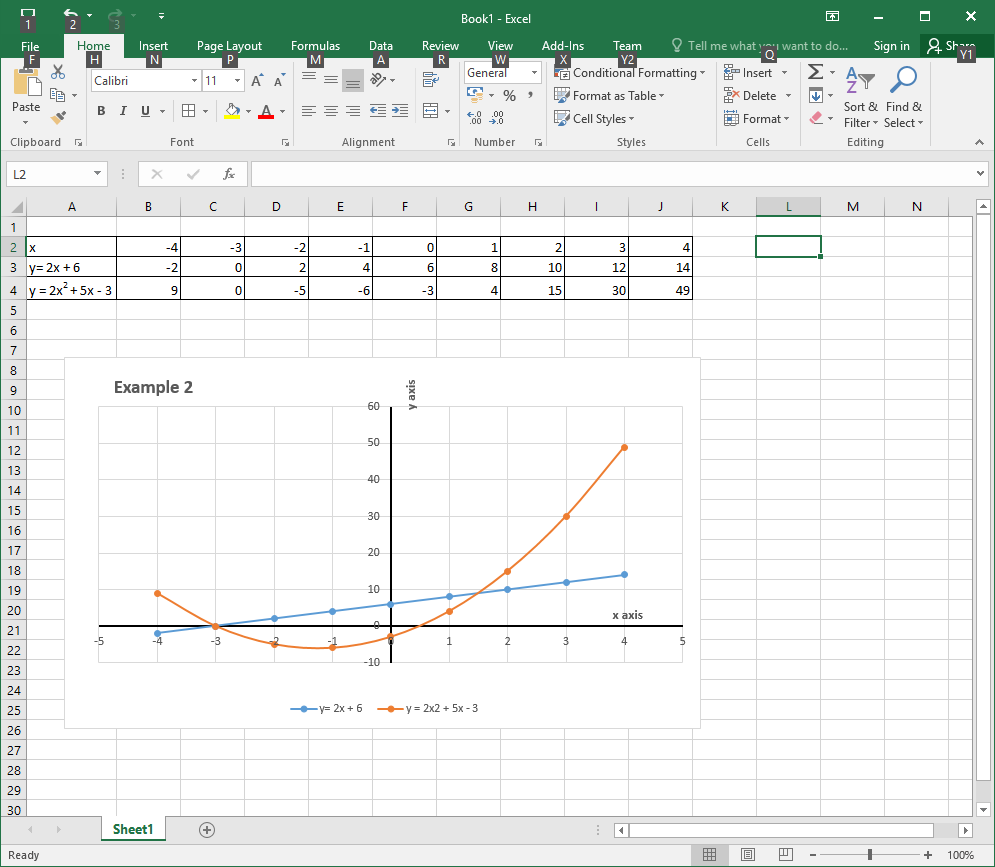 Book1 - Excel
1 2 3
File Home Insert Page Layout Formulas Data Review View Add-Ins Team Tell me what you want to do... Sign in Share
F H N P M A R W X Y2 Q Y1
Calibri 11 General Conditional Formatting Insert Σ
Paste Format as Table Delete Sort & Find &
B I U A % , Cell Styles Format Filter Select
Clipboard Font Alignment Number Styles Cells Editing
L2 fx
A B C D E F G H I J K L M N
1
2 x -4 -3 -2 -1 0 1 2 3 4
3 y= 2x + 6 -2 0 2 4 6 8 10 12 14
4 y = 2x² + 5x - 3 9 0 -5 -6 -3 4 15 30 49
5
6
7
8
9
10
11
12
13
14
15
16
17
18
19
20
21
22
23
24
25
26
27
28
29
30
Example 2
y axis
60
50
40
30
20
10
0
-10
x axis
-5 -4 -3 -2 -1 0 1 2 3 4 5
y= 2x + 6 y = 2x2 + 5x - 3
Sheet1
Ready 100%